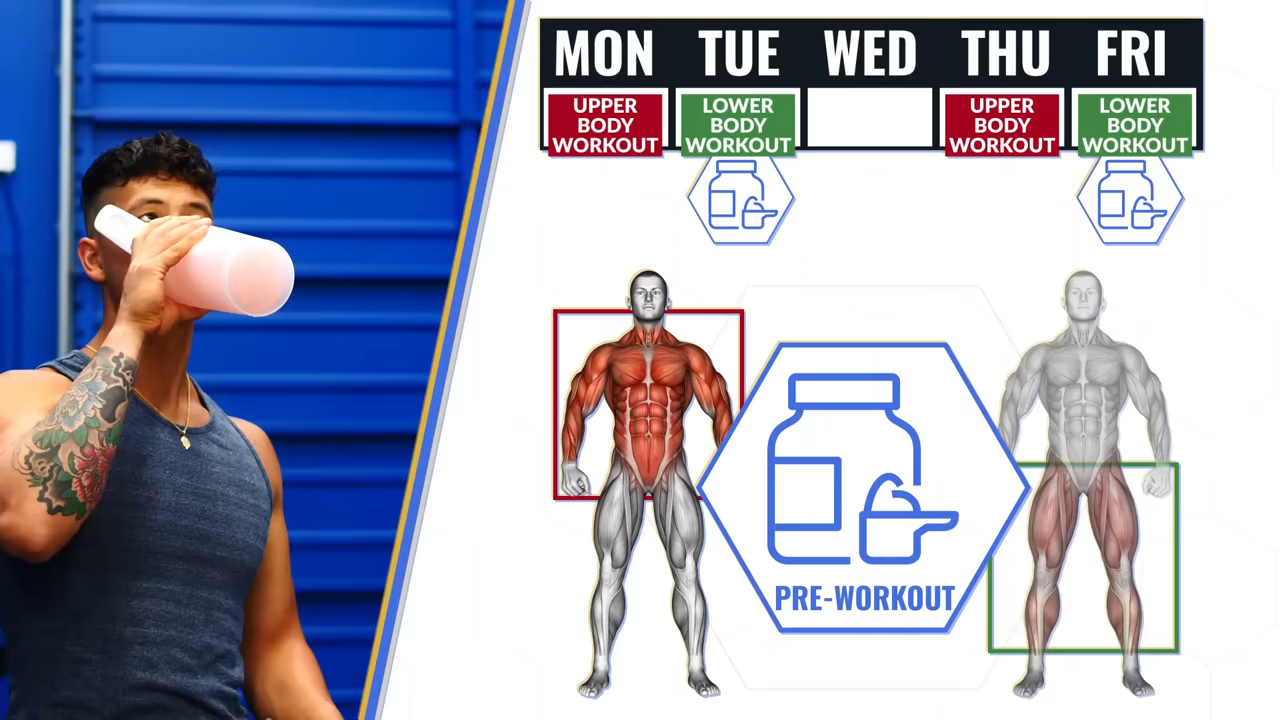 MON TUE WED THU FRI
UPPER
BODY
WORKOUT
LOWER
BODY
WORKOUT
UPPER
BODY
WORKOUT
LOWER
BODY
WORKOUT
PRE-WORKOUT